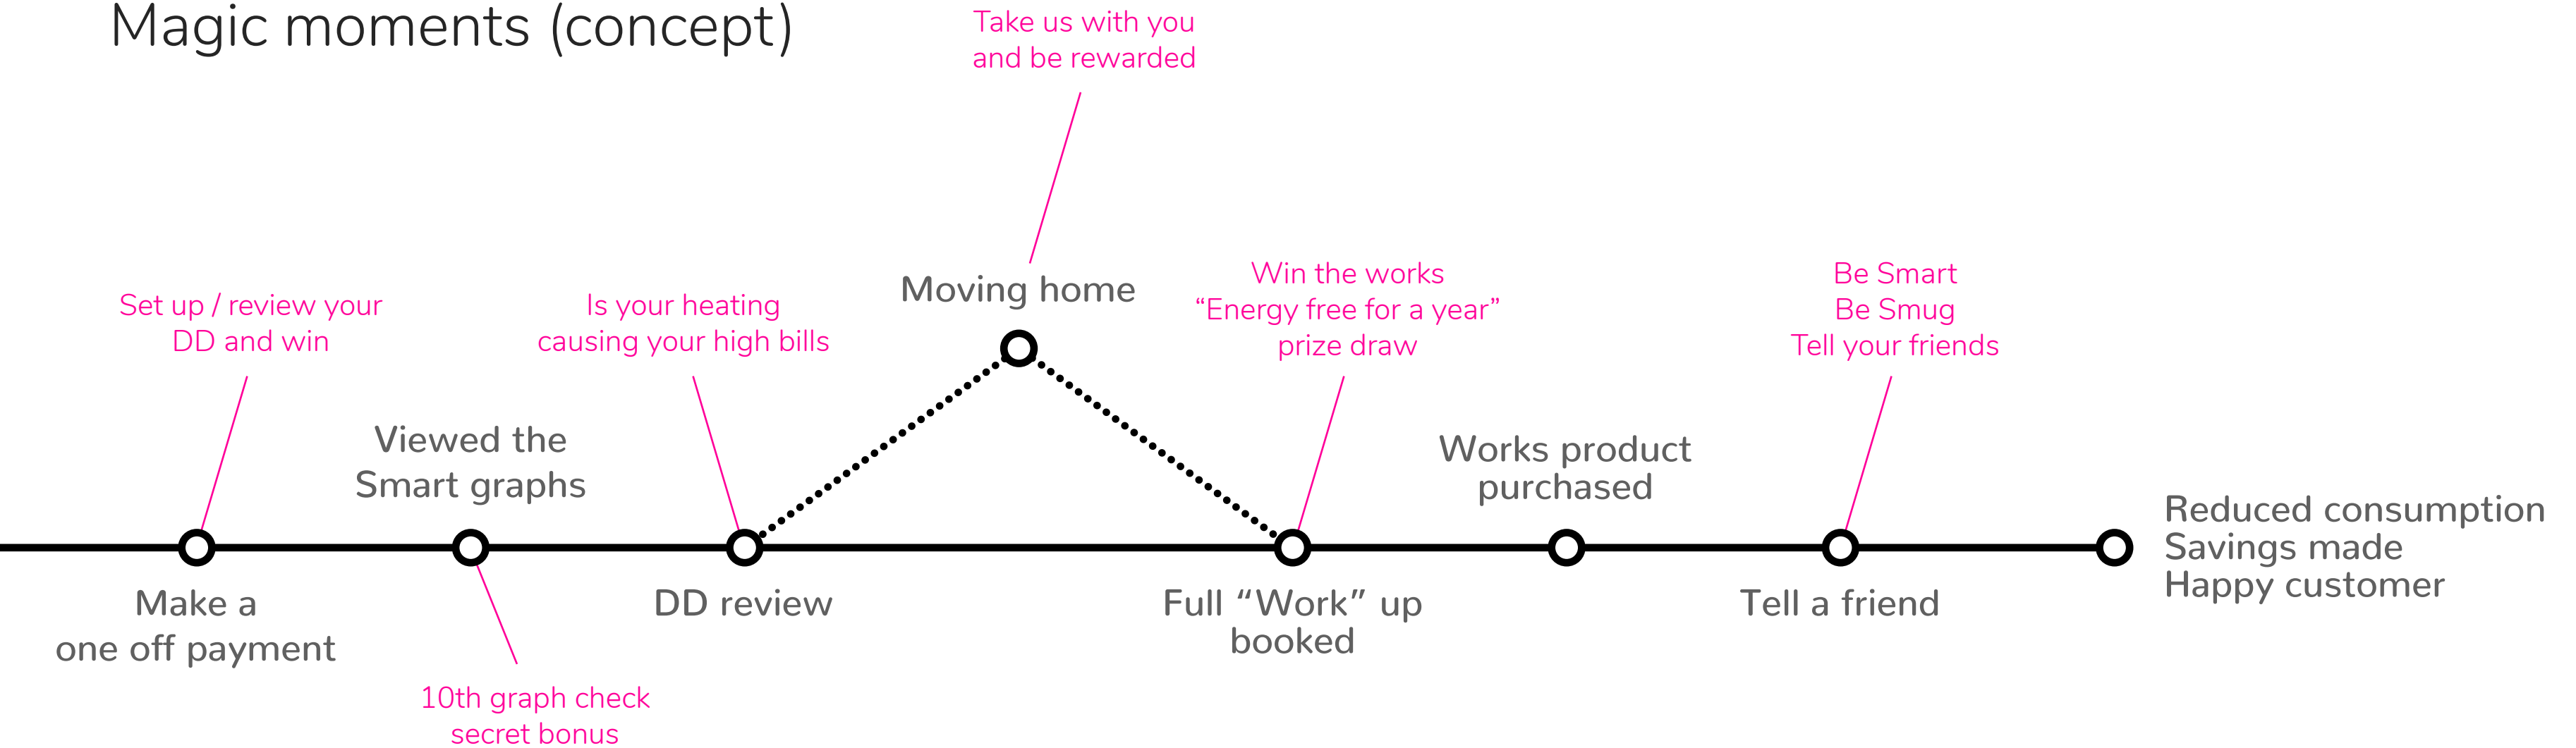 Magic moments (concept)
Take us with you
and be rewarded
Moving home
Set up / review your
DD and win
Is your heating
causing your high bills
Win the works
“Energy free for a year”
prize draw
Be Smart
Be Smug
Tell your friends
Viewed the
Smart graphs
Works product
purchased
Reduced consumption
Savings made
Happy customer
Make a
one off payment
DD review
Full “Work” up
booked
Tell a friend
10th graph check
secret bonus